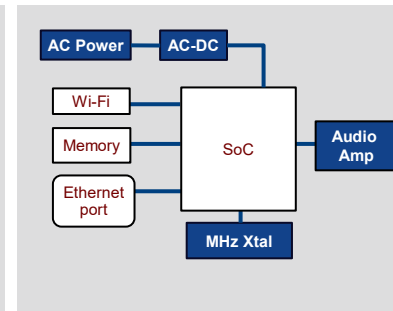 AC Power
AC-DC
Wi-Fi
Memory
SoC
Audio
Amp
Ethernet
port
MHz Xtal